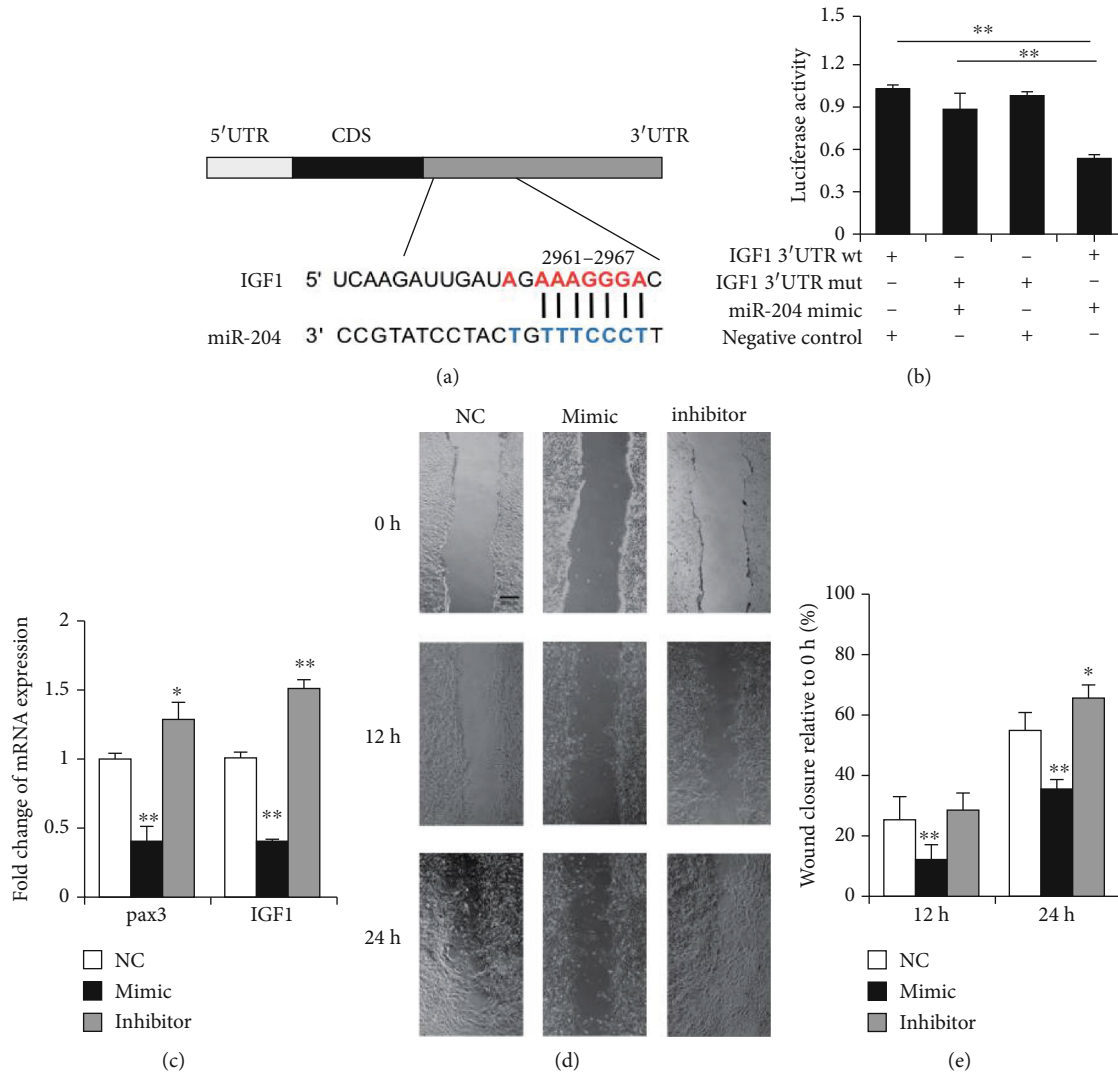 5′UTR CDS 3′UTR
2961–2967
IGF1 5' UCAAGAUUGAUAGAAAGGGAC
miR-204 3' CCGTATCCTACTGTTTCCCTT
(a)
**
**
Luciferase activity
1.5
1.2
0.9
0.6
0.3
0
IGF1 3′UTR wt + – – +
IGF1 3′UTR mut – + + –
miR-204 mimic – + – +
Negative control + – + –
(b)
Fold change of mRNA expression
2
1.5
1
0.5
0
** * ** **
pax3 IGF1
NC
Mimic
Inhibitor
(c)
NC Mimic inhibitor
0 h
12 h
24 h
(d)
Wound closure relative to 0 h (%)
100
80
60
40
20
0
** ** *
12 h 24 h
NC
Mimic
Inhibitor
(e)